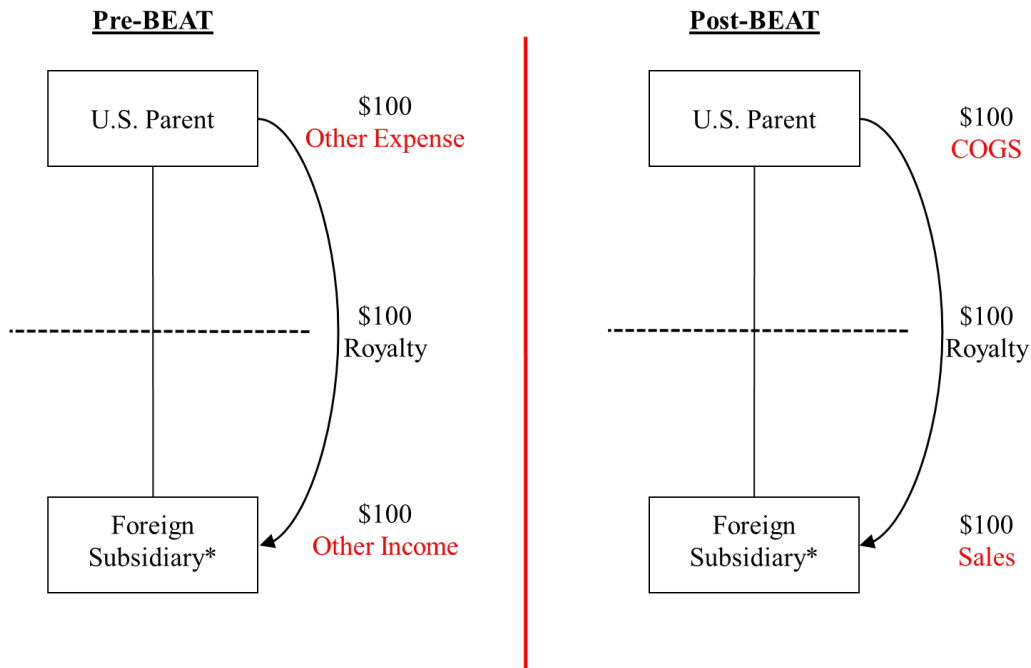 Pre-BEAT
U.S. Parent
$100
Other Expense
$100
Royalty
Foreign
Subsidiary*
$100
Other Income
Post-BEAT
U.S. Parent
$100
COGS
$100
Royalty
Foreign
Subsidiary*
$100
Sales